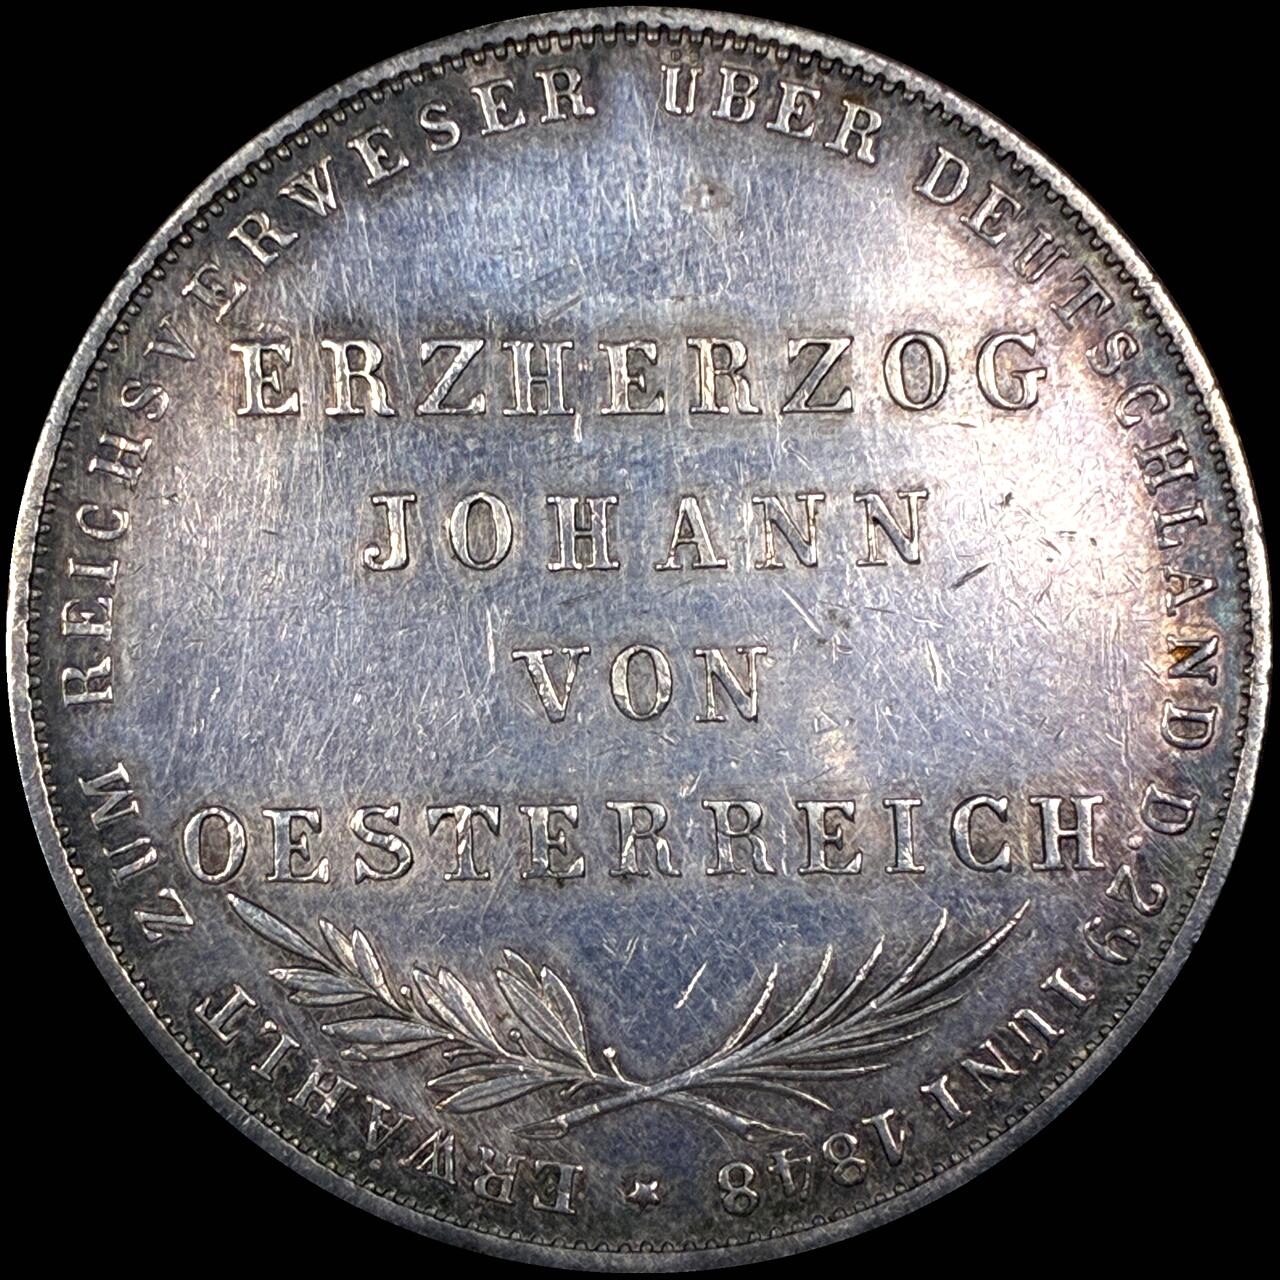 ERWÄHLT ZUM REICHSVERWESER ÜBER DEUTSCHLAND D. 29 IUNI 1848
ERZHERZOG
JOHANN
VON
OESTERREICH